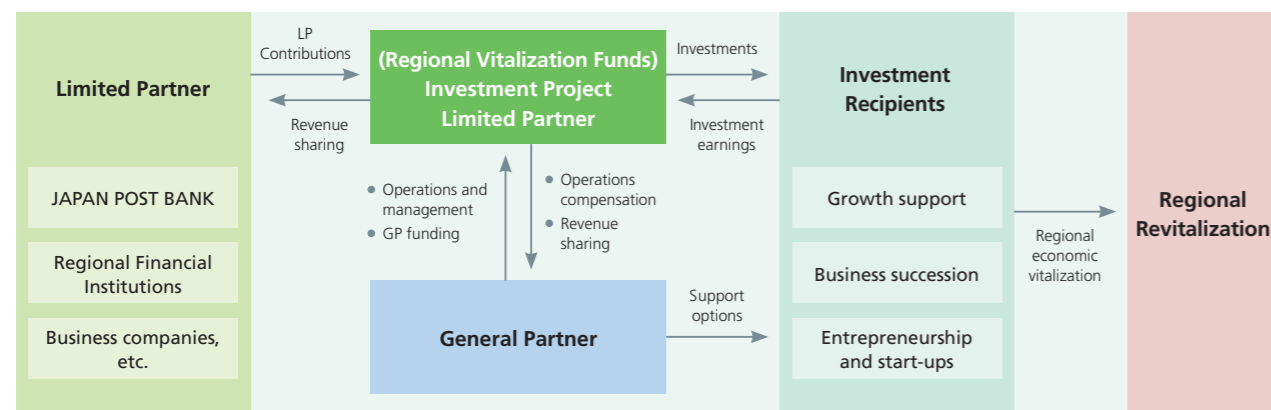 Limited Partner
JAPAN POST BANK
Regional Financial
Institutions
Business companies,
etc.
LP
Contributions
Revenue
sharing
(Regional Vitalization Funds)
Investment Project
Limited Partner
● Operations and
management
● GP funding
● Operations
compensation
● Revenue
sharing
General Partner
Investments
Investment
earnings
Support
options
Investment
Recipients
Growth support
Business succession
Entrepreneurship
and start-ups
Regional
economic
vitalization
Regional
Revitalization